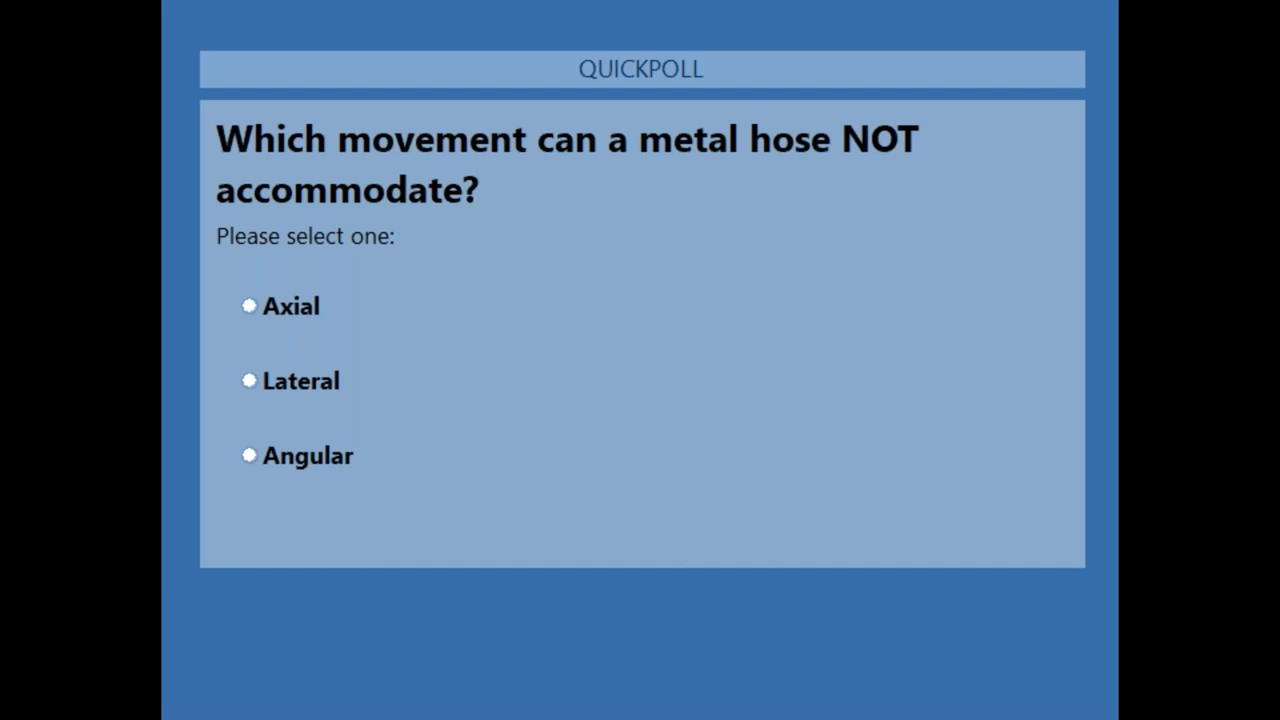 QUICKPOLL
Which movement can a metal hose NOT
accommodate?
Please select one:
Axial
Lateral
Angular